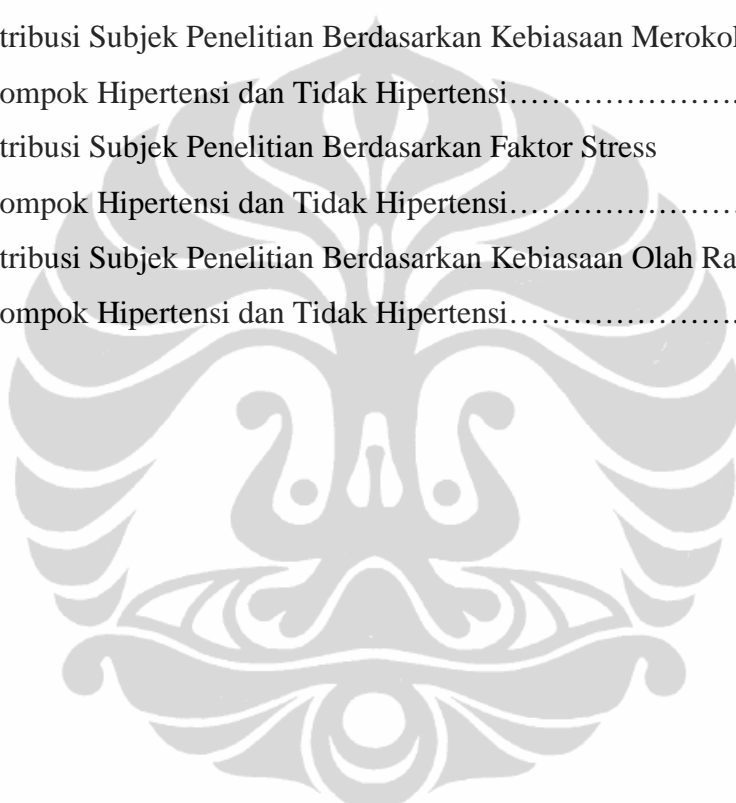 tribusi Subjek Penelitian Berdasarkan Kebiasaan Meroko
ompok Hipertensi dan Tidak Hipertensi……………………..
tribusi Subjek Penelitian Berdasarkan Faktor Stress
ompok Hipertensi dan Tidak Hipertensi……………………..
tribusi Subjek Penelitian Berdasarkan Kebiasaan Olah Ra
ompok Hipertensi dan Tidak Hipertensi……………………..